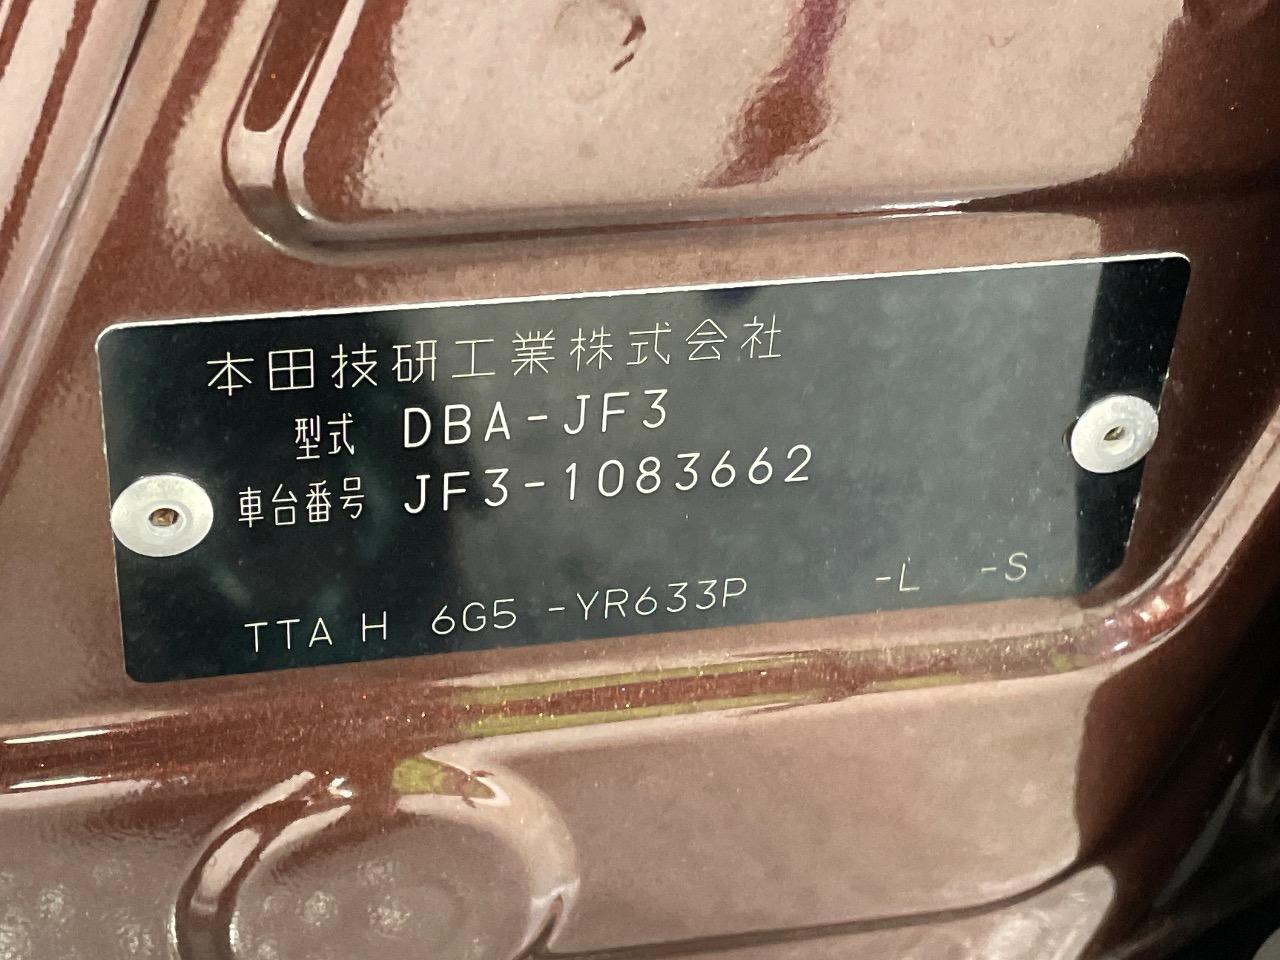 本田技研工業株式会社
型式 DBA-JF3
車台番号 JF3-1083662
TTA H 6G5 -YR633P -L -S